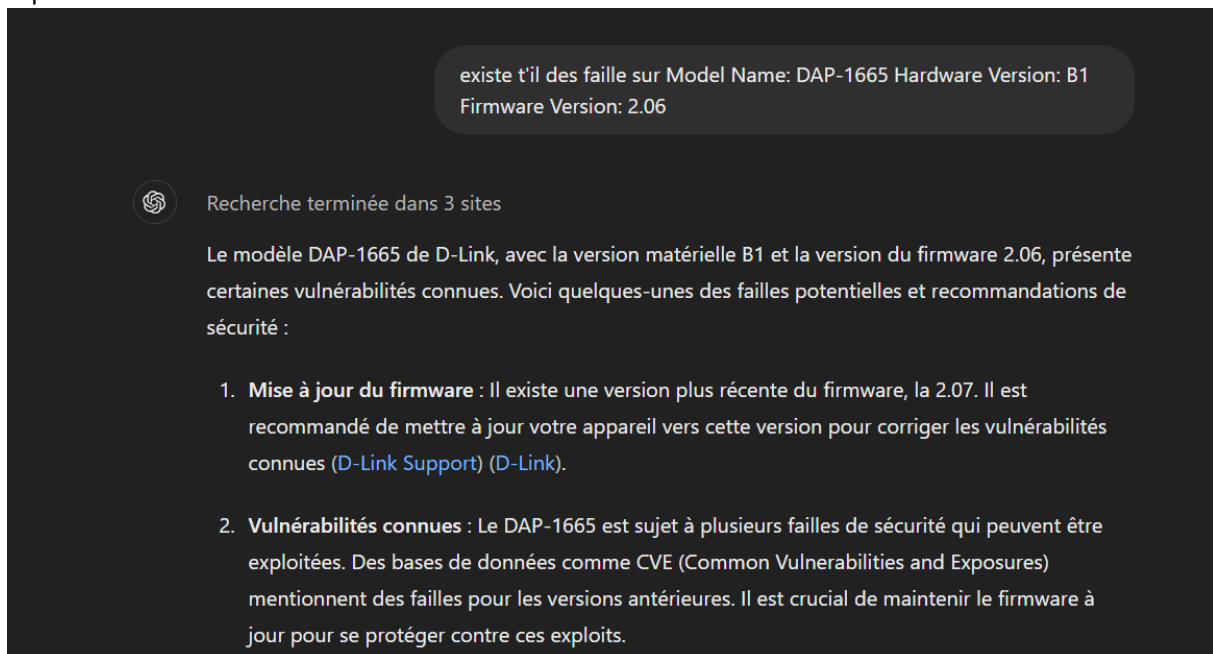 existe t'il des faille sur Model Name: DAP-1665 Hardware Version: B1
Firmware Version: 2.06
Recherche terminée dans 3 sites
Le modèle DAP-1665 de D-Link, avec la version matérielle B1 et la version du firmware 2.06, présente
certaines vulnérabilités connues. Voici quelques-unes des failles potentielles et recommandations de
sécurité :
1. Mise à jour du firmware : Il existe une version plus récente du firmware, la 2.07. Il est
recommandé de mettre à jour votre appareil vers cette version pour corriger les vulnérabilités
connues (D-Link Support) (D-Link).
2. Vulnérabilités connues : Le DAP-1665 est sujet à plusieurs failles de sécurité qui peuvent être
exploitées. Des bases de données comme CVE (Common Vulnerabilities and Exposures)
mentionnent des failles pour les versions antérieures. Il est crucial de maintenir le firmware à
jour pour se protéger contre ces exploits.